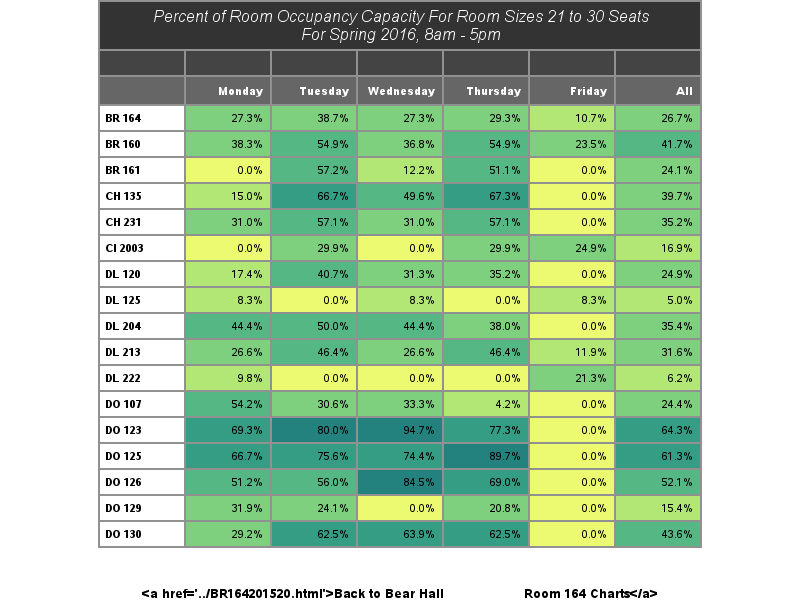 Percent of Room Occupancy Capacity For Room Sizes 21 to 30 Seats
For Spring 2016, 8am - 5pm
Monday Tuesday Wednesday Thursday Friday All
BR 164 27.3% 38.7% 27.3% 29.3% 10.7% 26.7%
BR 160 38.3% 54.9% 36.8% 54.9% 23.5% 41.7%
BR 161 0.0% 57.2% 12.2% 51.1% 0.0% 24.1%
CH 135 15.0% 66.7% 49.6% 67.3% 0.0% 39.7%
CH 231 31.0% 57.1% 31.0% 57.1% 0.0% 35.2%
CI 2003 0.0% 29.9% 0.0% 29.9% 24.9% 16.9%
DL 120 17.4% 40.7% 31.3% 35.2% 0.0% 24.9%
DL 125 8.3% 0.0% 8.3% 0.0% 8.3% 5.0%
DL 204 44.4% 50.0% 44.4% 38.0% 0.0% 35.4%
DL 213 26.6% 46.4% 26.6% 46.4% 11.9% 31.6%
DL 222 9.8% 0.0% 0.0% 0.0% 21.3% 6.2%
DO 107 54.2% 30.6% 33.3% 4.2% 0.0% 24.4%
DO 123 69.3% 80.0% 94.7% 77.3% 0.0% 64.3%
DO 125 66.7% 75.6% 74.4% 89.7% 0.0% 61.3%
DO 126 51.2% 56.0% 84.5% 69.0% 0.0% 52.1%
DO 129 31.9% 24.1% 0.0% 20.8% 0.0% 15.4%
DO 130 29.2% 62.5% 63.9% 62.5% 0.0% 43.6%
<a href='../BR164201520.html'>Back to Bear Hall Room 164 Charts</a>